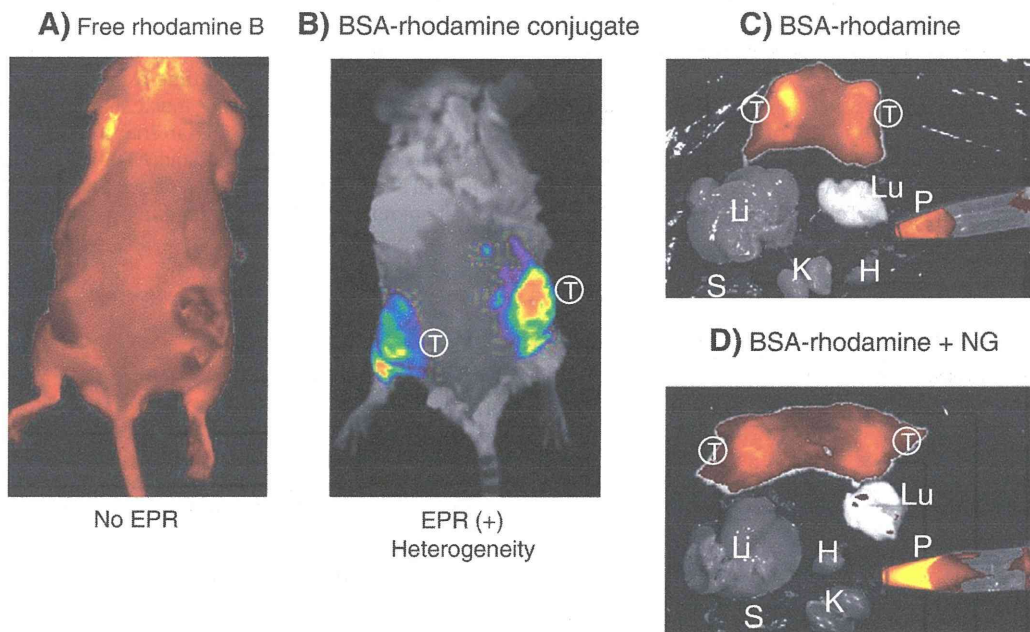 A) Free rhodamine B
B) BSA-rhodamine conjugate
C) BSA-rhodamine
T
T
Li
Lu
P
S
K
H
T
T
No EPR
EPR (+)
Heterogeneity
D) BSA-rhodamine + NG
T
T
Lu
Li
H
P
S
K